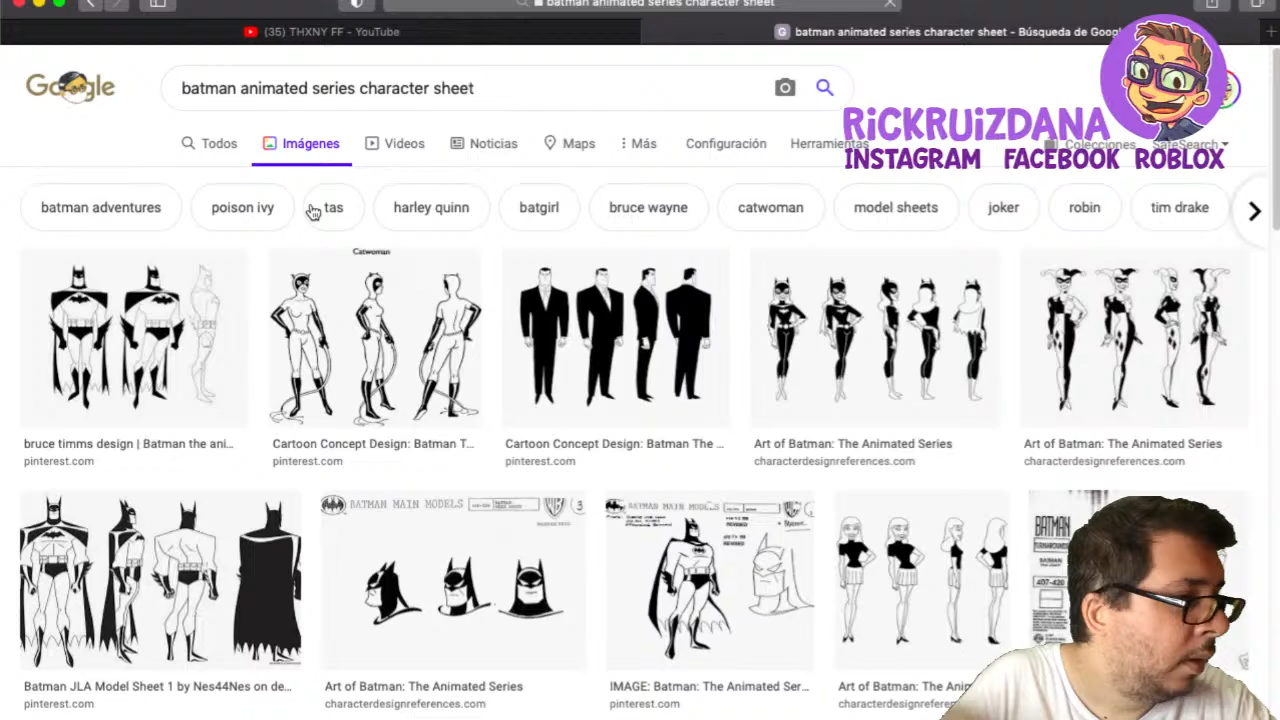 batman animated series character sheet
(35) THXNY FF - YouTube
G batman animated series character sheet - Búsqueda de Goog
Google
batman animated series character sheet
RiCKRUiZDANA
INSTAGRAM FACEBOOK ROBLOX
Todos Imágenes Videos Noticias Maps Más Configuración Herramientas Colecciones SafeSearch
batman adventures poison ivy tas harley quinn batgirl bruce wayne catwoman model sheets joker robin tim drake
Catwoman
bruce timms design | Batman the ani...
pinterest.com
Cartoon Concept Design: Batman T...
pinterest.com
Cartoon Concept Design: Batman The ...
pinterest.com
Art of Batman: The Animated Series
characterdesignreferences.com
Art of Batman: The Animated Series
characterdesignreferences.com
BATMAN MAIN MODELS
3
BATMAN MAIN MODELS
BATMAN
TURNAROUNDS
407-420
Batman JLA Model Sheet 1 by Nes44Nes on de...
pinterest.com
Art of Batman: The Animated Series
characterdesignreferences.com
IMAGE: Batman: The Animated Ser...
pinterest.com
Art of Batman: The Anim
characterdesignreferences